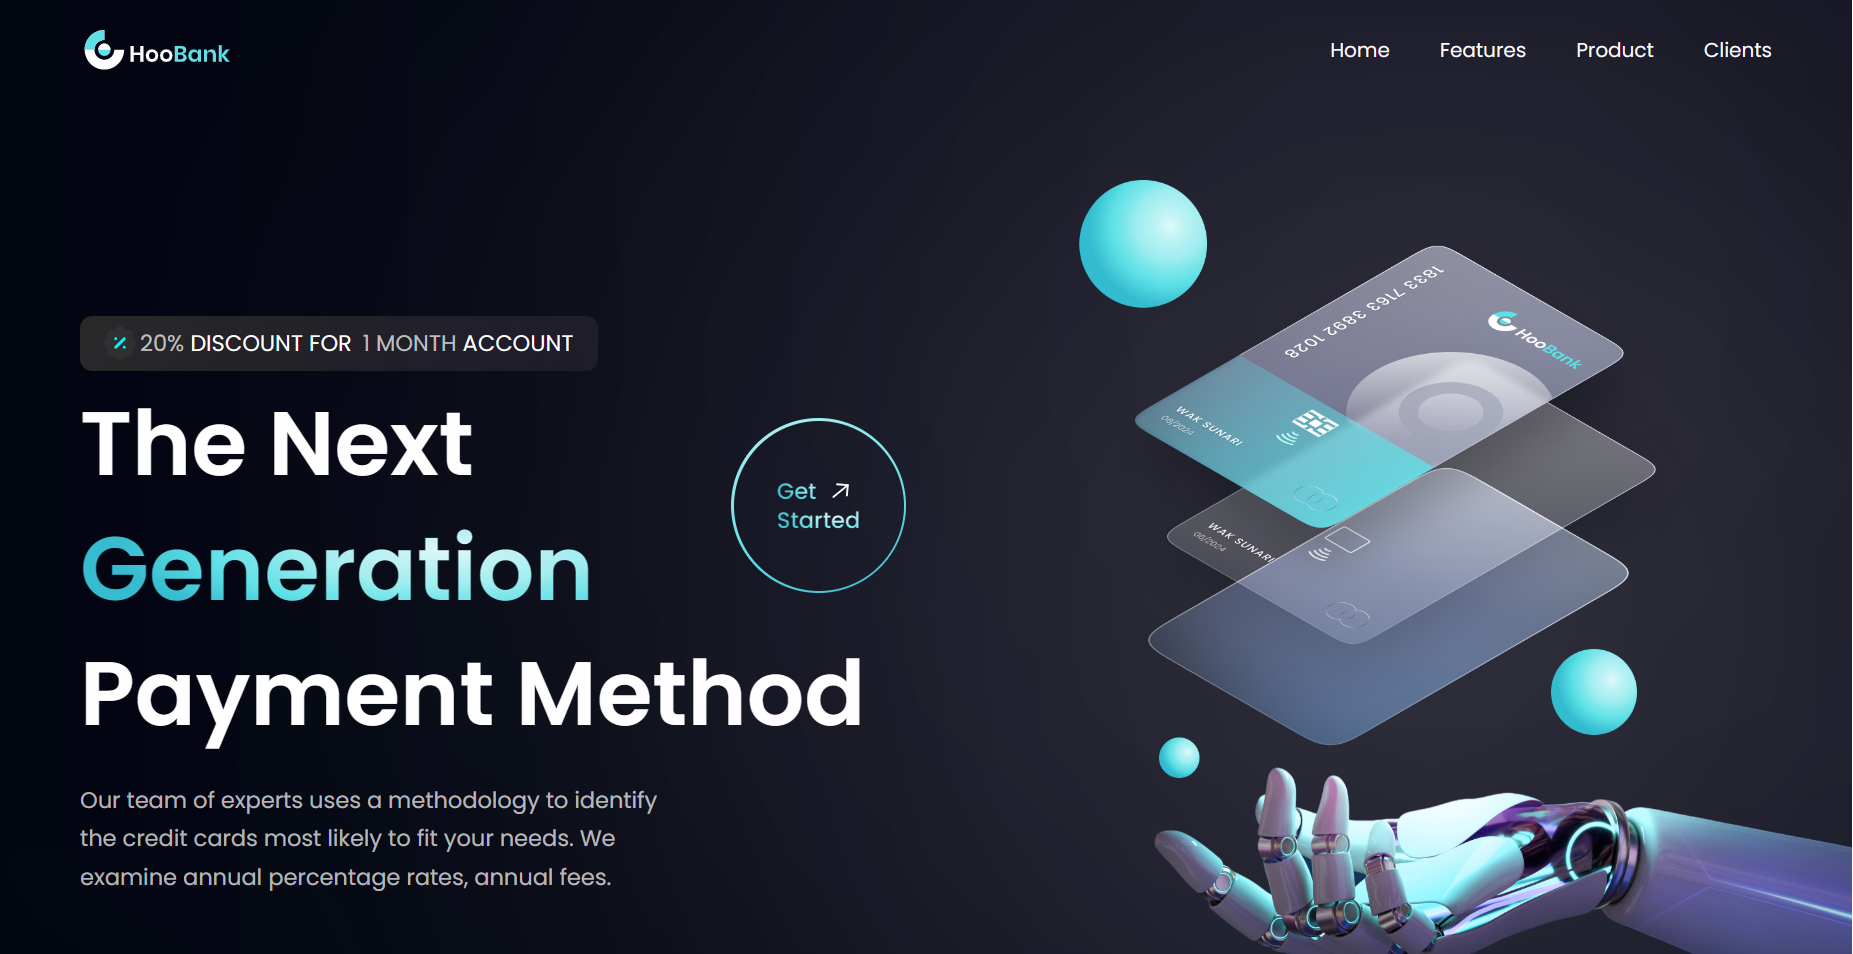 HooBank
Home
Features
Product
Clients
20% DISCOUNT FOR 1 MONTH ACCOUNT
The Next
Generation
Payment Method
Get
Started
Our team of experts uses a methodology to identify
the credit cards most likely to fit your needs. We
examine annual percentage rates, annual fees.
1833 7163 3892 1028
HooBank
WAK SUNARI
08/2024
WAK SUNARI
08/2024